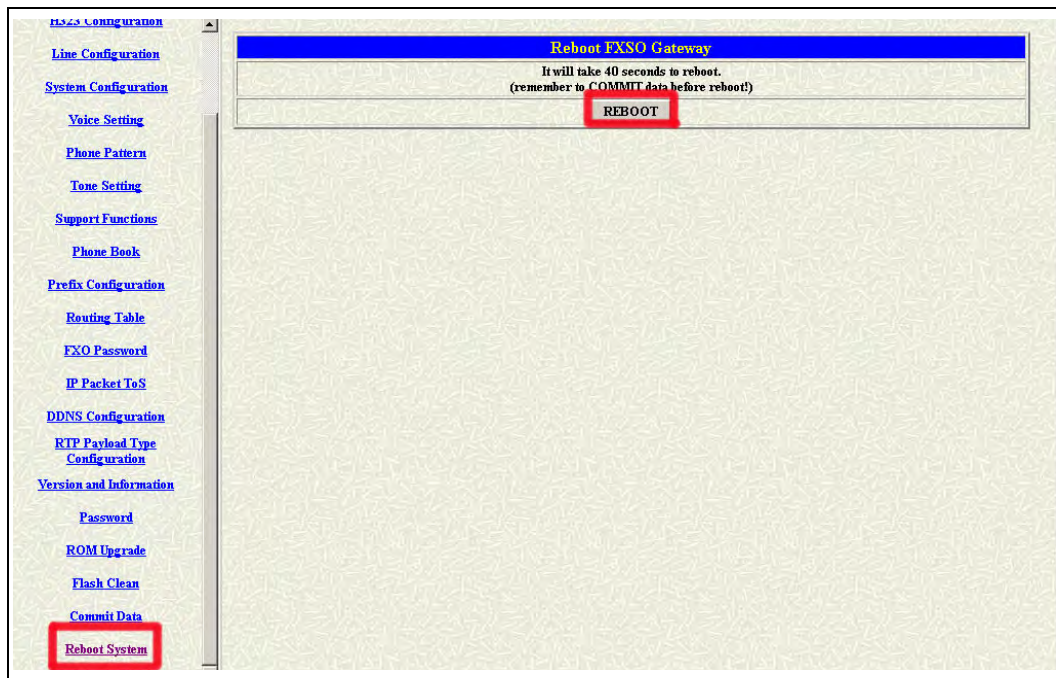 H323 Configuration
Line Configuration
System Configuration
Voice Setting
Phone Pattern
Tone Setting
Support Functions
Phone Book
Prefix Configuration
Routing Table
FXO Password
IP Packet ToS
DDNS Configuration
RTP Payload Type
Configuration
Version and Information
Password
ROM Upgrade
Flash Clean
Commit Data
Reboot System
Reboot FXSO Gateway
It will take 40 seconds to reboot.
(remember to COMMIT data before reboot!)
REBOOT